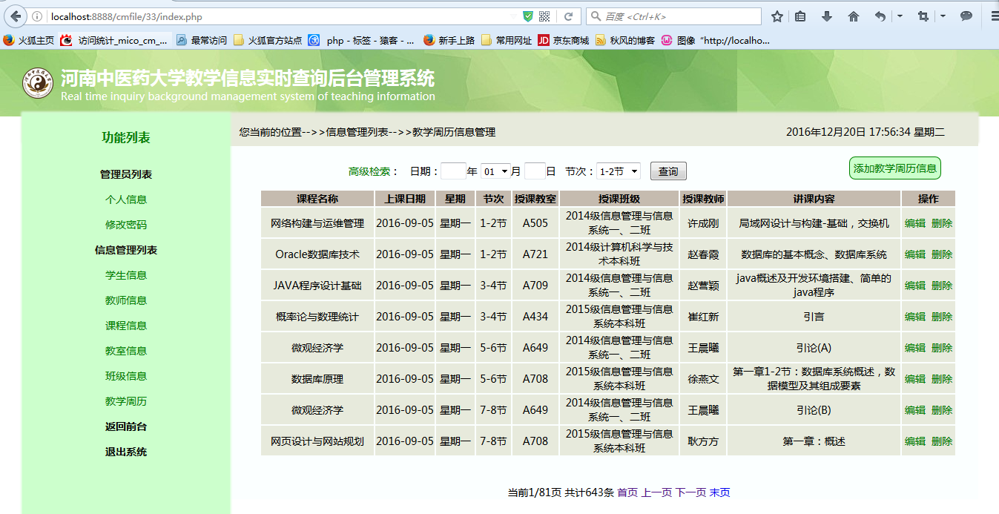 localhost:8888/cmfile/33/index.php
百度 <Ctrl+K>
火狐主页 访问统计_mico_cm_... 最常访问 火狐官方站点 php - 标签 - 猿客 - ... 新手上路 常用网址 JD 京东商城 秋风的博客 图像 “http://localho...
河南中医药大学教学信息实时查询后台管理系统
Real time inquiry background management system of teaching information
功能列表
管理员列表
个人信息
修改密码
信息管理列表
学生信息
教师信息
课程信息
教室信息
班级信息
教学周历
返回前台
退出系统
您当前的位置-->>信息管理列表-->>教学周历信息管理 2016年12月20日 17:56:34 星期二
高级检索： 日期： 年 01 月 日 节次： 1-2节 查询 添加教学周历信息
课程名称 上课日期 星期 节次 授课教室 授课班级 授课教师 讲课内容 操作
网络构建与运维管理 2016-09-05 星期一 1-2节 A505 2014级信息管理与信息系统一、二班 许成刚 局域网设计与构建-基础，交换机 编辑 删除
Oracle数据库技术 2016-09-05 星期一 1-2节 A721 2014级计算机科学与技术本科班 赵春霞 数据库的基本概念、数据库系统 编辑 删除
JAVA程序设计基础 2016-09-05 星期一 3-4节 A709 2014级信息管理与信息系统一、二班 赵营颖 java概述及开发环境搭建、简单的java程序 编辑 删除
概率论与数理统计 2016-09-05 星期一 3-4节 A434 2015级信息管理与信息系统本科班 崔红新 引言 编辑 删除
微观经济学 2016-09-05 星期一 5-6节 A649 2014级信息管理与信息系统一、二班 王晨曦 引论(A) 编辑 删除
数据库原理 2016-09-05 星期一 5-6节 A708 2015级信息管理与信息系统本科班 徐燕文 第一章1-2节：数据库系统概述，数据模型及其组成要素 编辑 删除
微观经济学 2016-09-05 星期一 7-8节 A649 2014级信息管理与信息系统一、二班 王晨曦 引论(B) 编辑 删除
网页设计与网站规划 2016-09-05 星期一 7-8节 A708 2015级信息管理与信息系统本科班 耿方方 第一章：概述 编辑 删除
当前1/81页 共计643条 首页 上一页 下一页 末页